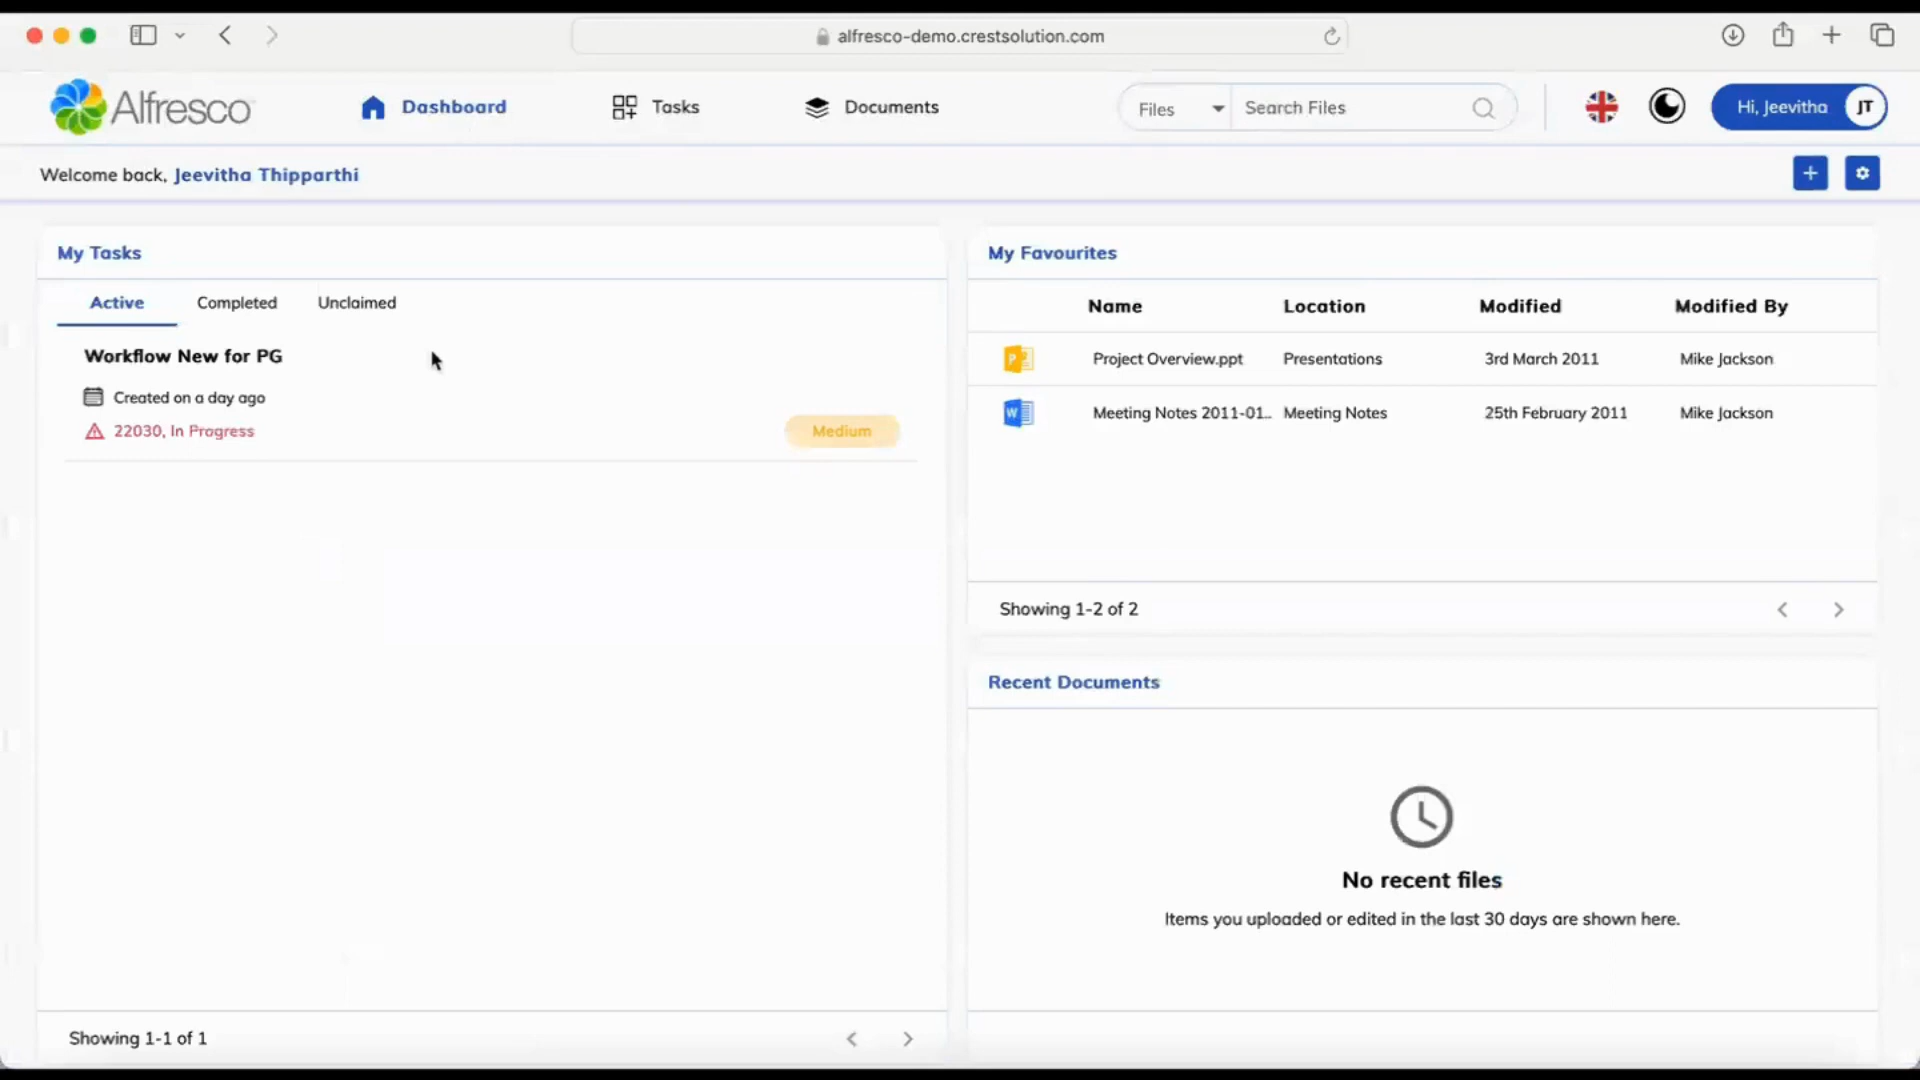 alfresco-demo.crestsolution.com
Alfresco
Dashboard
Tasks
Documents
Files
Search Files
Hi, Jeevitha
JT
Welcome back, Jeevitha Thipparthi
My Tasks
Active
Completed
Unclaimed
Workflow New for PG
Created on a day ago
22030, In Progress
Medium
Showing 1-1 of 1
My Favourites
Name Location Modified Modified By
P
Project Overview.ppt Presentations 3rd March 2011 Mike Jackson
W
Meeting Notes 2011-01... Meeting Notes 25th February 2011 Mike Jackson
Showing 1-2 of 2
Recent Documents
No recent files
Items you uploaded or edited in the last 30 days are shown here.